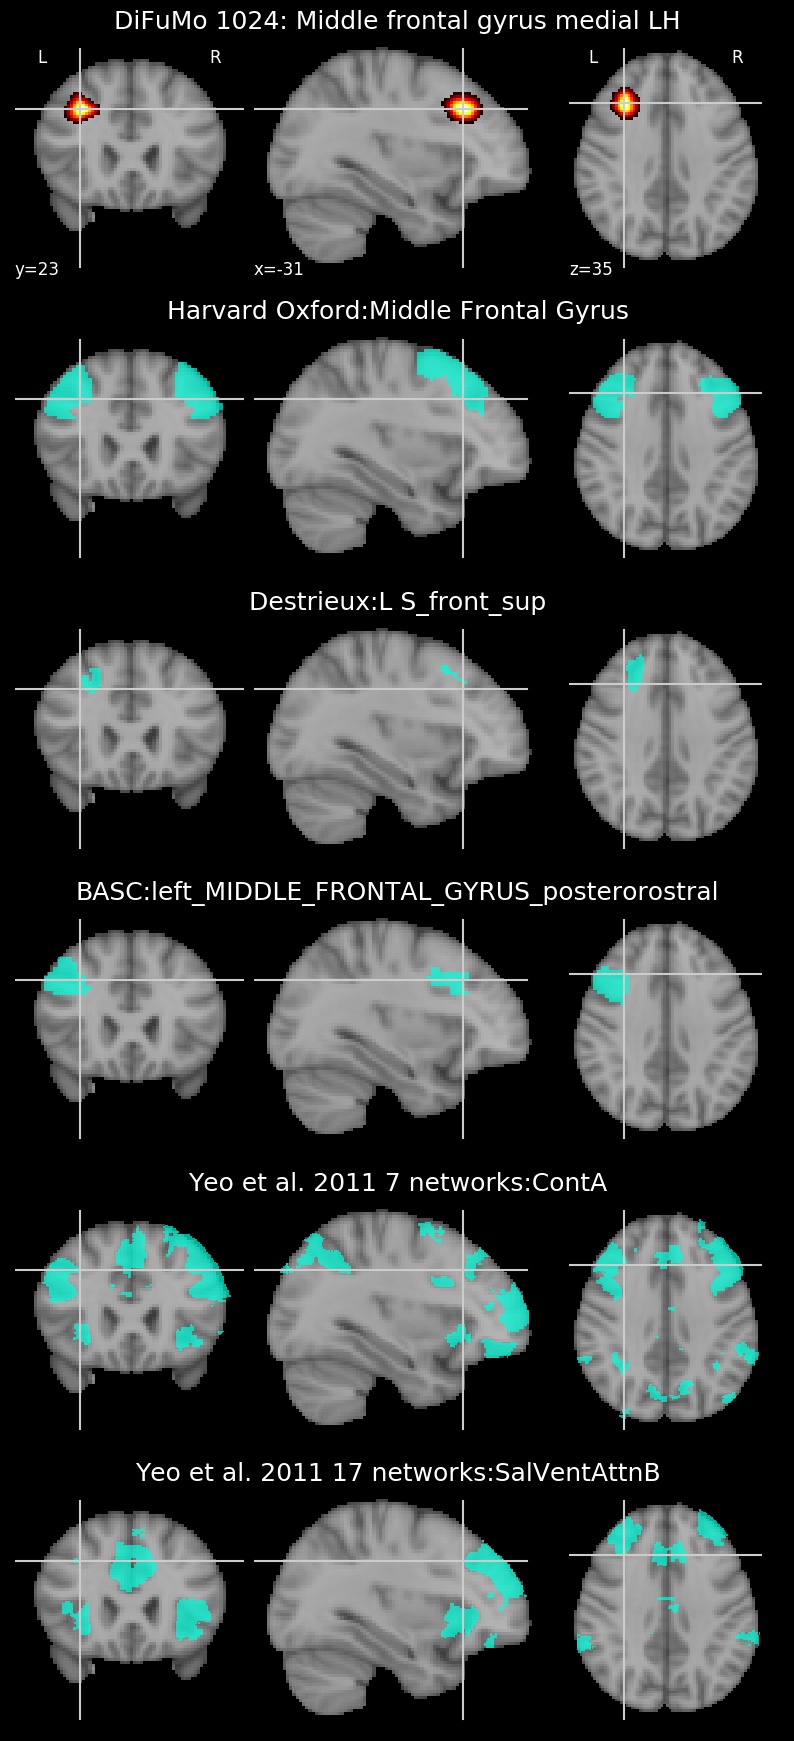 DiFuMo 1024: Middle frontal gyrus medial LH
L R L R
y=23 x=-31 z=35
Harvard Oxford:Middle Frontal Gyrus
Destrieux:L S_front_sup
BASC:left_MIDDLE_FRONTAL_GYRUS_posterorostral
Yeo et al. 2011 7 networks:ContA
Yeo et al. 2011 17 networks:SalVentAttnB